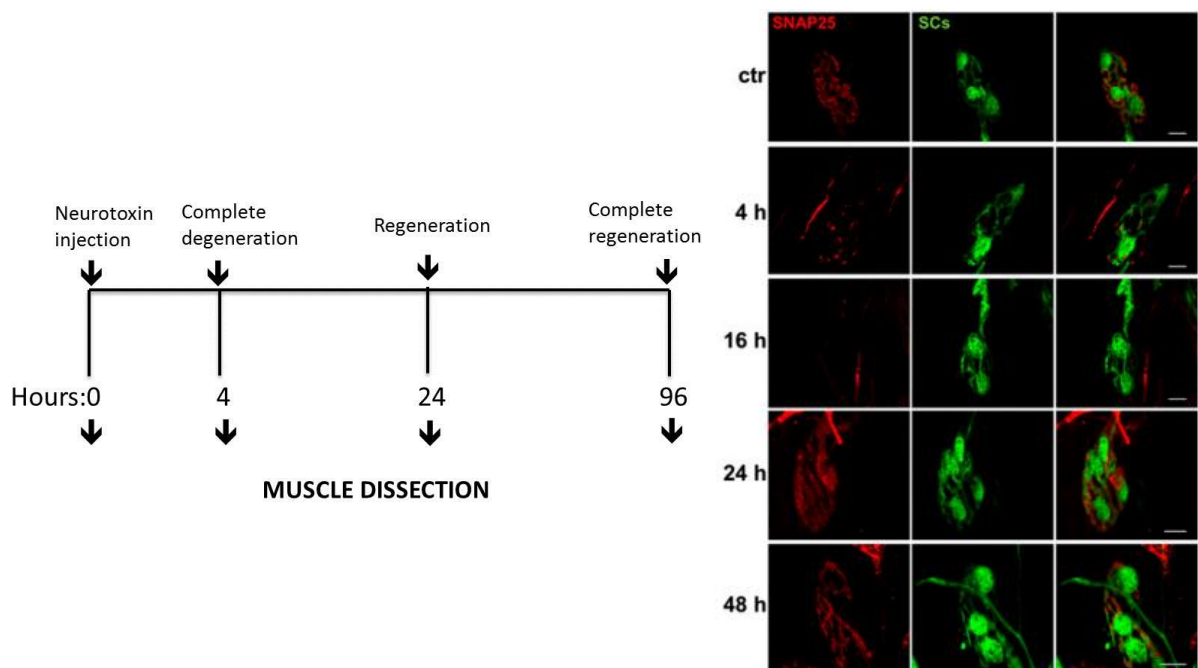 Neurotoxin
injection
Complete
degeneration
Regeneration
Complete
regeneration
Hours:0
4
24
96
MUSCLE DISSECTION
SNAP25
SCs
ctr
4 h
16 h
24 h
48 h